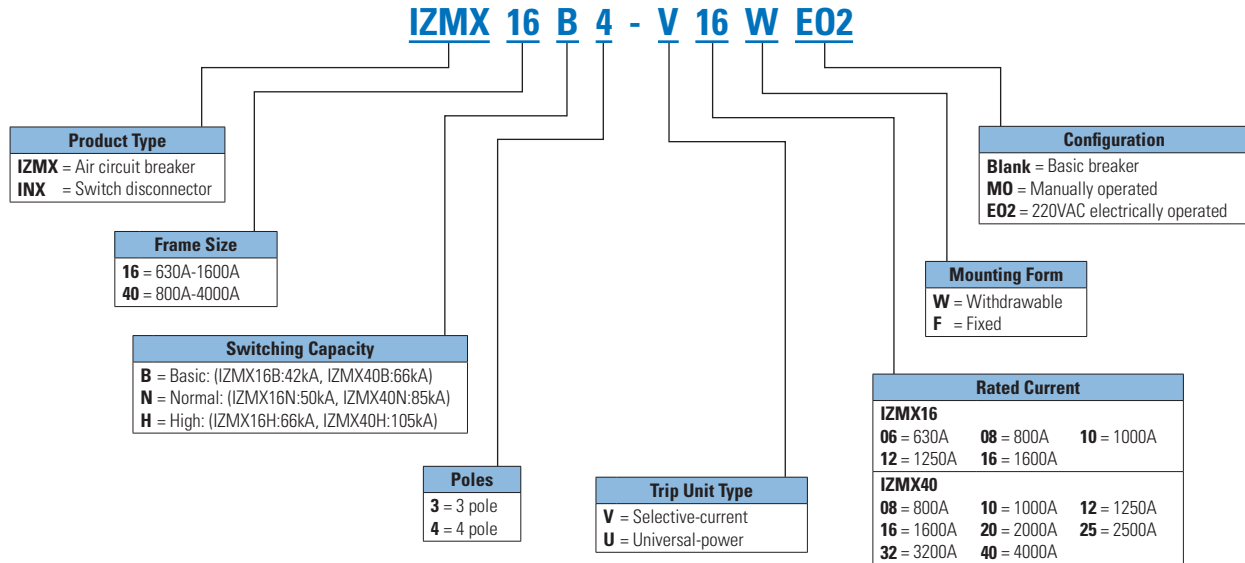 IZMX 16 B 4 - V 16 W EO2
Product Type
IZMX = Air circuit breaker
INX = Switch disconnector
Frame Size
16 = 630A-1600A
40 = 800A-4000A
Switching Capacity
B = Basic: (IZMX16B:42kA, IZMX40B:66kA)
N = Normal: (IZMX16N:50kA, IZMX40N:85kA)
H = High: (IZMX16H:66kA, IZMX40H:105kA)
Poles
3 = 3 pole
4 = 4 pole
Trip Unit Type
V = Selective-current
U = Universal-power
Rated Current
IZMX16
06 = 630A 08 = 800A 10 = 1000A
12 = 1250A 16 = 1600A
IZMX40
08 = 800A 10 = 1000A 12 = 1250A
16 = 1600A 20 = 2000A 25 = 2500A
32 = 3200A 40 = 4000A
Mounting Form
W = Withdrawable
F = Fixed
Configuration
Blank = Basic breaker
MO = Manually operated
EO2 = 220VAC electrically operated